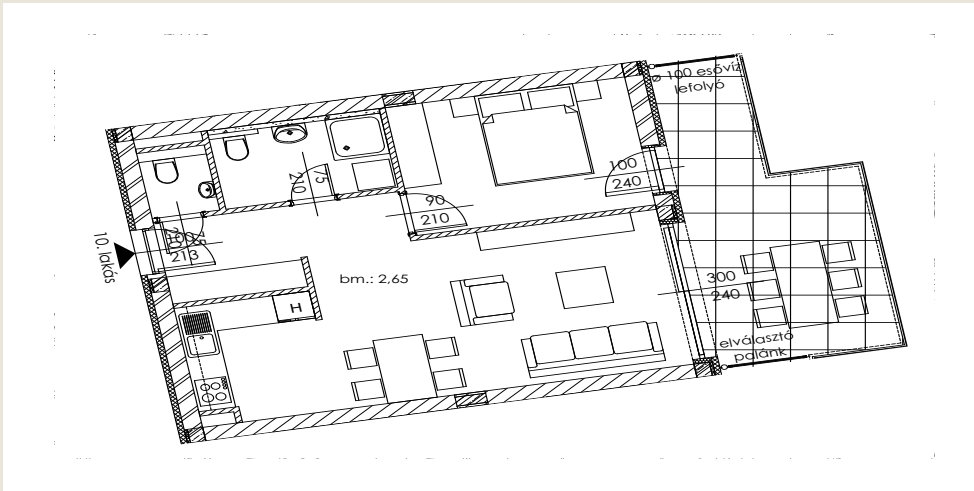 ⌀ 100 esővíz
lefolyó
100
240
75
210
90
210
100
213
10. lakás
bm.: 2,65
H
300
240
elválasztó
palánk